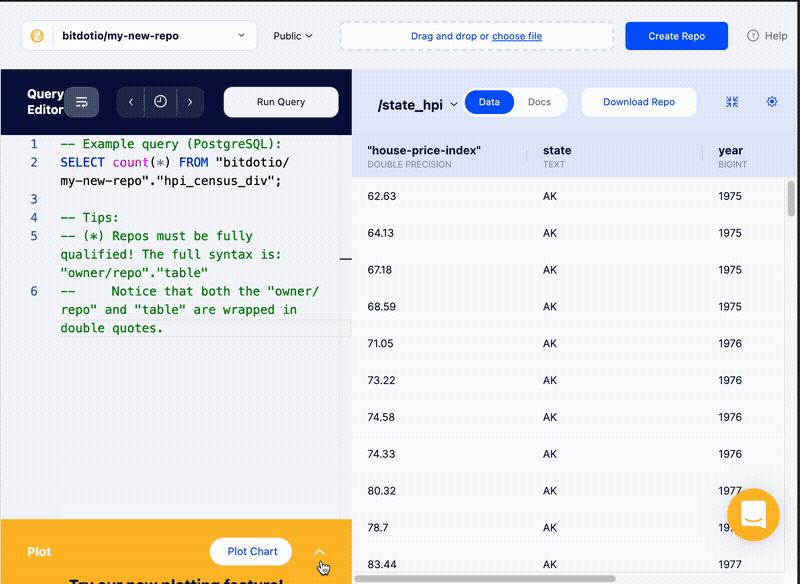 bitdotio/my-new-repo
Public
Drag and drop or choose file
Create Repo
Help
Query
Editor
Run Query
/state_hpi
Data
Docs
Download Repo
1 -- Example query (PostgreSQL):
2 SELECT count(*) FROM "bitdotio/
my-new-repo"."hpi_census_div";
3
4 -- Tips:
5 -- (*) Repos must be fully
qualified! The full syntax is:
"owner/repo"."table"
6 -- Notice that both the "owner/
repo" and "table" are wrapped in
double quotes.
"house-price-index" state year
DOUBLE PRECISION TEXT BIGINT
62.63 AK 1975
64.13 AK 1975
67.18 AK 1975
68.59 AK 1975
71.05 AK 1976
73.22 AK 1976
74.58 AK 1976
74.33 AK 1976
80.32 AK 1977
78.7 AK
83.44 AK 1977
Plot
Plot Chart
Try our new plotting feature!